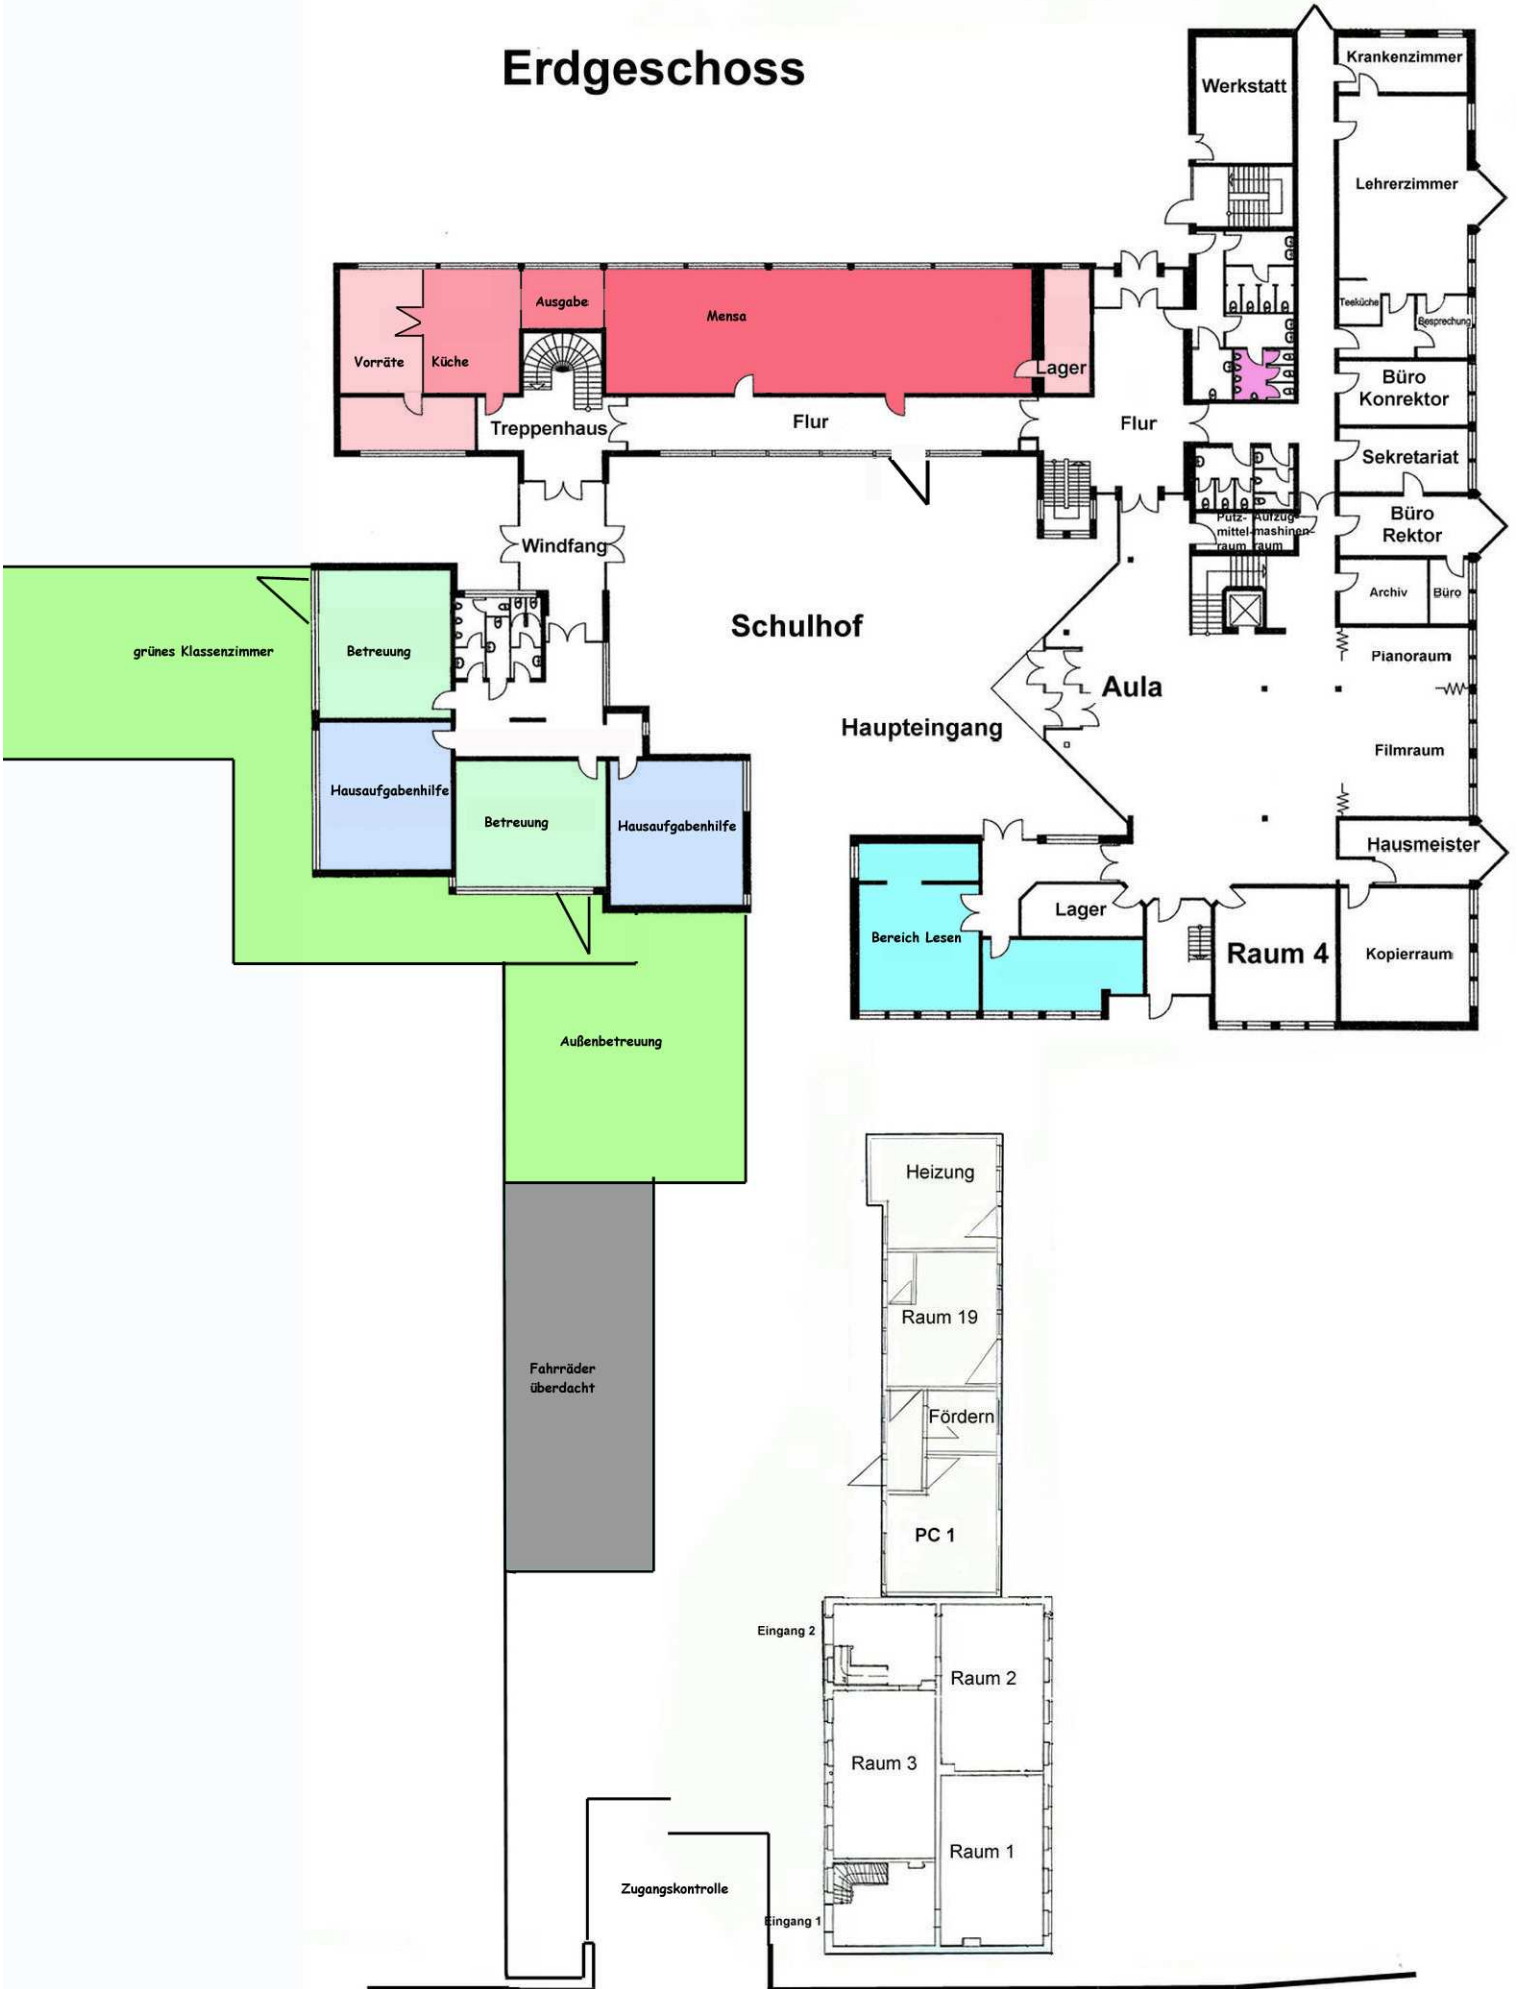 Erdgeschoss
Krankenzimmer
Werkstatt
Lehrerzimmer
Teeküche
Besprechung
Ausgabe
Mensa
Vorräte
Küche
Lager
Büro
Konrektor
Treppenhaus
Flur
Flur
Sekretariat
Büro
Rektor
Putz-
mittel-
raum
Aufzug-
mashinen-
raum
Windfang
Archiv
Büro
Schulhof
grünes Klassenzimmer
Betreuung
Pianoraum
Aula
Haupteingang
Filmraum
Hausaufgabenhilfe
Betreuung
Hausaufgabenhilfe
Hausmeister
Lager
Bereich Lesen
Raum 4
Kopierraum
Außenbetreuung
Heizung
Raum 19
Fahrräder
überdacht
Fördern
PC 1
Eingang 2
Raum 2
Raum 3
Raum 1
Zugangskontrolle
Eingang 1